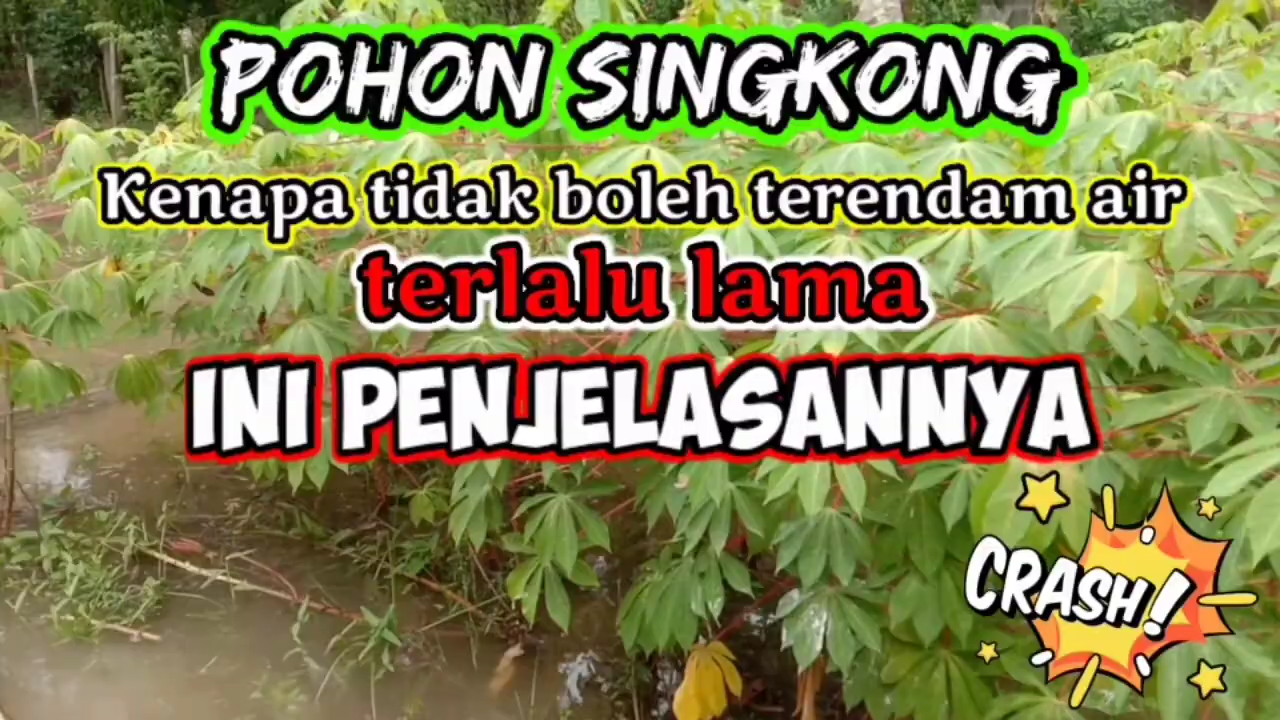 POHON SINGKONG
Kenapa tidak boleh terendam air
terlalu lama
INI PENJELASANNYA
CRASH!